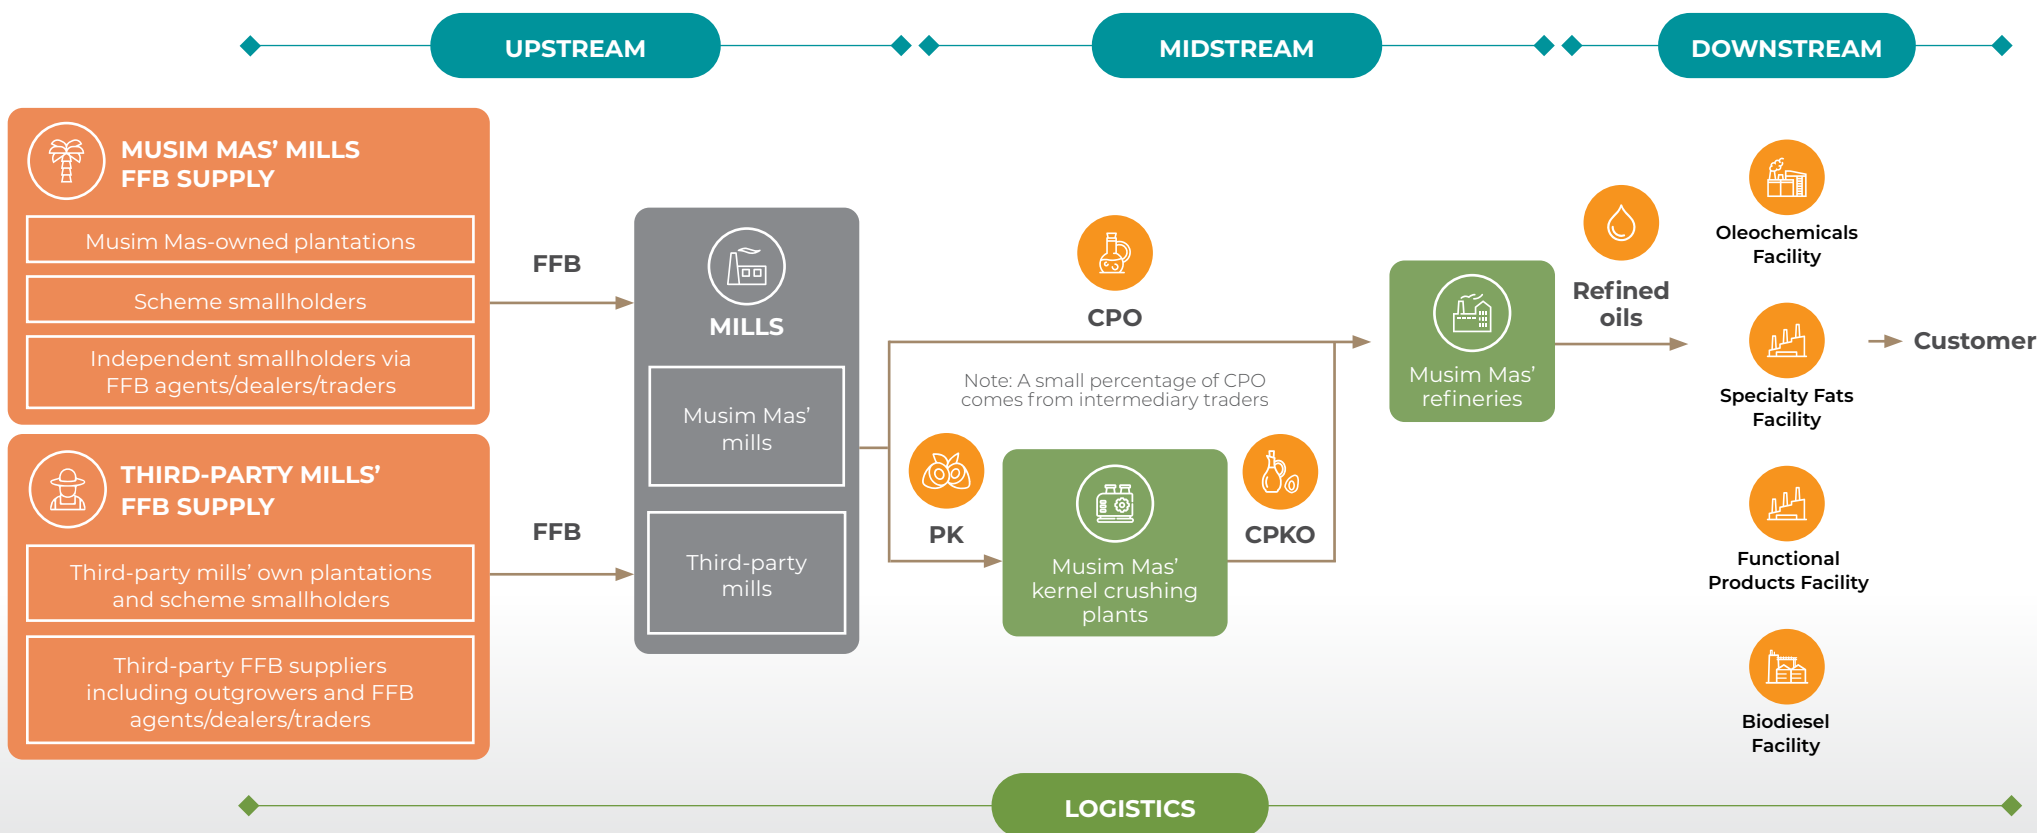 UPSTREAM
MIDSTREAM
DOWNSTREAM
MUSIM MAS’ MILLS
FFB SUPPLY
Musim Mas-owned plantations
Scheme smallholders
Independent smallholders via
FFB agents/dealers/traders
THIRD-PARTY MILLS’
FFB SUPPLY
Third-party mills’ own plantations
and scheme smallholders
Third-party FFB suppliers
including outgrowers and FFB
agents/dealers/traders
FFB
FFB
MILLS
Musim Mas’
mills
Third-party
mills
CPO
Note: A small percentage of CPO
comes from intermediary traders
PK
Musim Mas’
kernel crushing
plants
CPKO
Musim Mas’
refineries
Refined
oils
Oleochemicals
Facility
Specialty Fats
Facility
Functional
Products Facility
Biodiesel
Facility
Customer
LOGISTICS